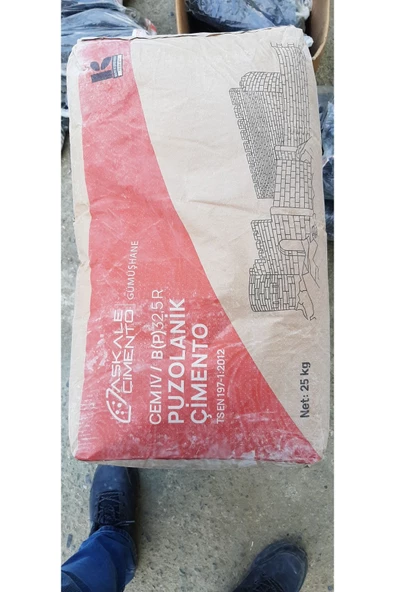 AŞKALE
ÇİMENTO
GÜMÜŞHANE
CEM IV / B(P)32,5 R
PUZOLANİK
ÇİMENTO
TS EN 197-1:2012
Net: 25 kg